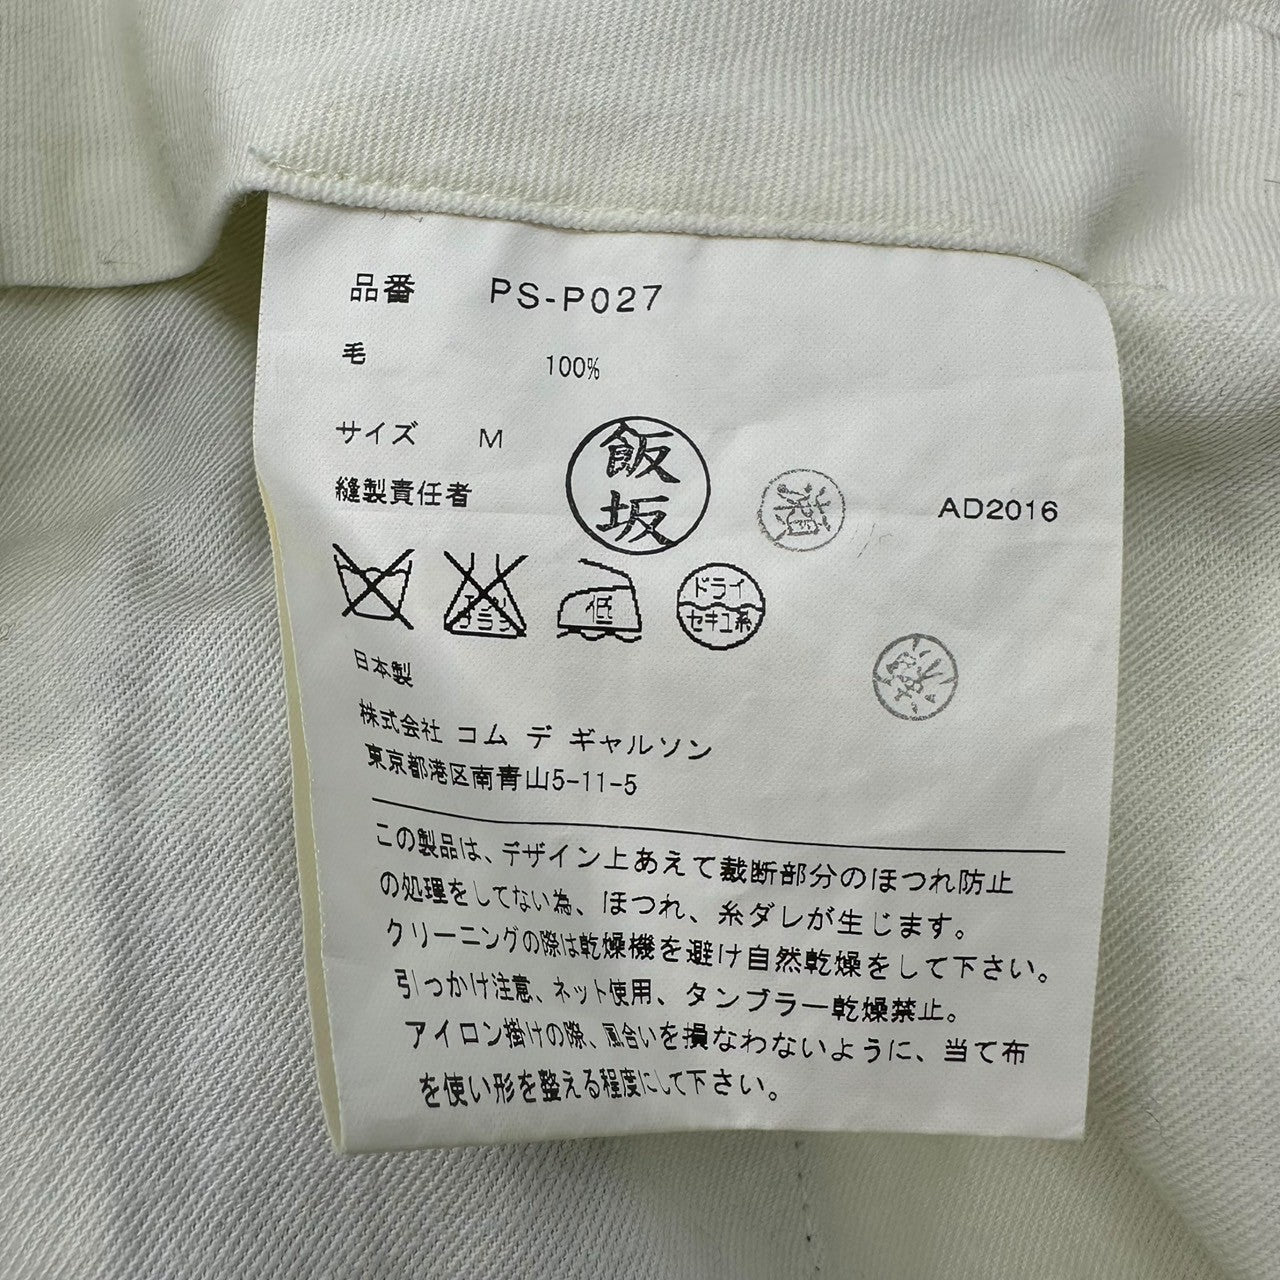 品番 PS-P027
毛 100%
サイズ M
縫製責任者
飯坂
瀬
AD2016
エンソ
サラシ
低
ドライ
セキユ系
日本製
株式会社 コム デ ギャルソン
東京都港区南青山5-11-5
この製品は、デザイン上あえて裁断部分のほつれ防止
の処理をしてない為、ほつれ、糸ダレが生じます。
クリーニングの際は乾燥機を避け自然乾燥をして下さい。
引っかけ注意、ネット使用、タンブラー乾燥禁止。
アイロン掛けの際、風合いを損なわないように、当て布
を使い形を整える程度にして下さい。